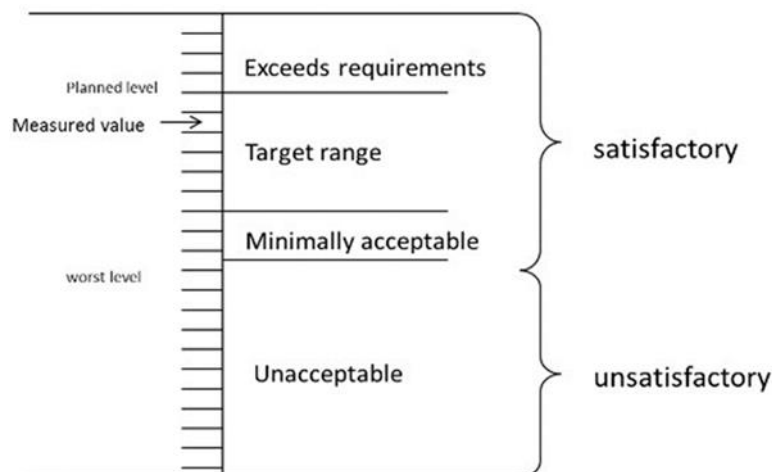 Exceeds requirements
Planned level
Measured value
Target range
satisfactory
Minimally acceptable
worst level
Unacceptable
unsatisfactory